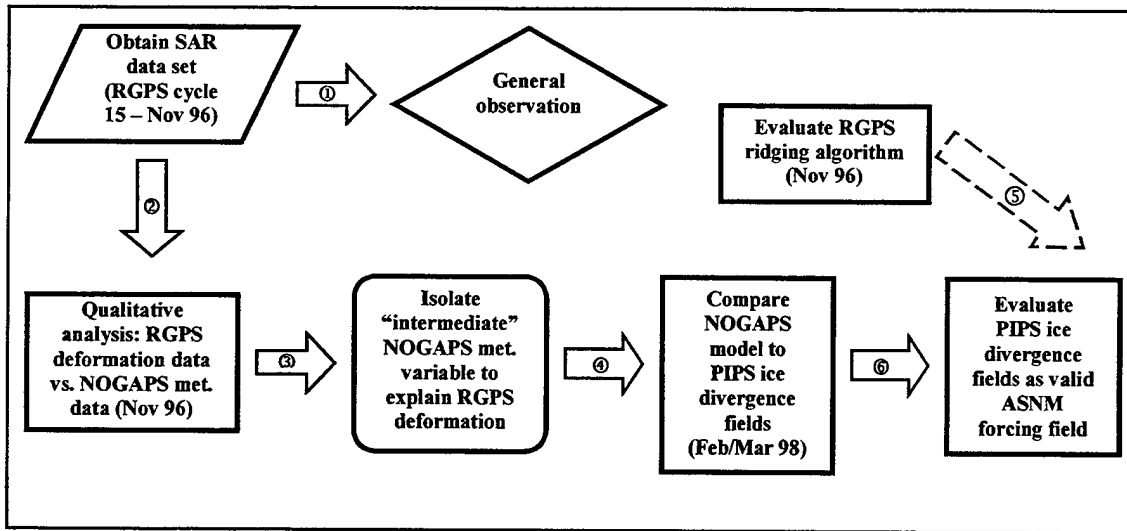 Obtain SAR
data set
(RGPS cycle
15 – Nov 96)
①
General
observation
Evaluate RGPS
ridging algorithm
(Nov 96)
⑤
②
Qualitative
analysis: RGPS
deformation data
vs. NOGAPS met.
data (Nov 96)
③
Isolate
“intermediate”
NOGAPS met.
variable to
explain RGPS
deformation
④
Compare
NOGAPS
model to
PIPS ice
divergence
fields
(Feb/Mar 98)
⑥
Evaluate
PIPS ice
divergence
fields as valid
ASNM
forcing field